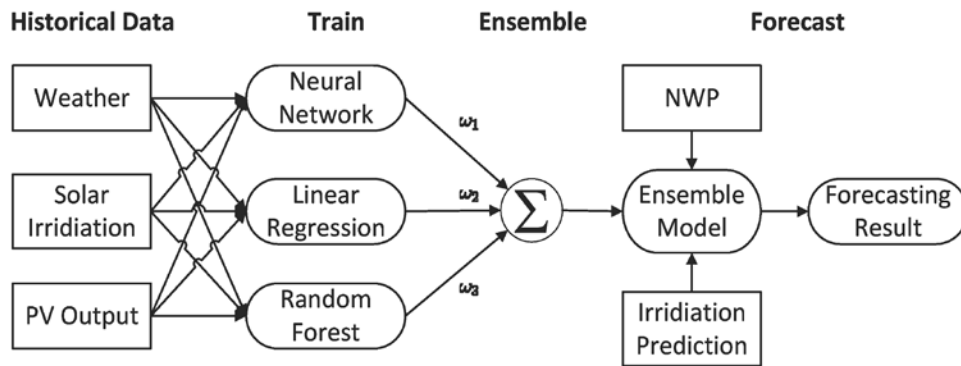 Historical Data
Train
Ensemble
Forecast
Weather
Solar
Irridiation
PV Output
Neural
Network
Linear
Regression
Random
Forest
ω1
ω2
ω3
Σ
NWP
Ensemble
Model
Irridiation
Prediction
Forecasting
Result